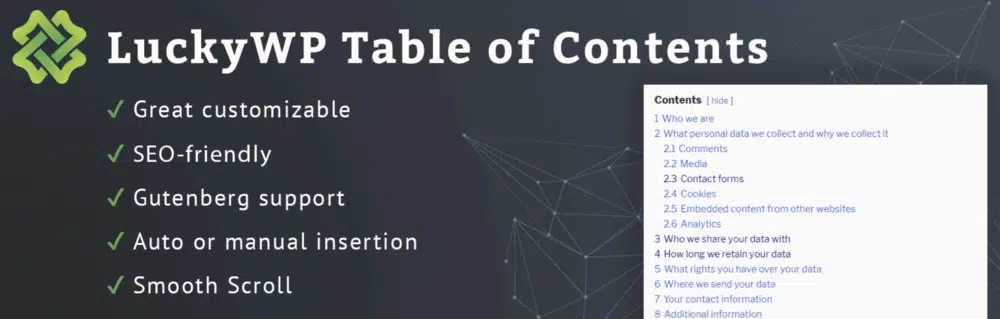 LuckyWP Table of Contents
✓ Great customizable
✓ SEO-friendly
✓ Gutenberg support
✓ Auto or manual insertion
✓ Smooth Scroll
Contents [ hide ]
1 Who we are
2 What personal data we collect and why we collect it
2.1 Comments
2.2 Media
2.3 Contact forms
2.4 Cookies
2.5 Embedded content from other websites
2.6 Analytics
3 Who we share your data with
4 How long we retain your data
5 What rights you have over your data
6 Where we send your data
7 Your contact information
8 Additional information